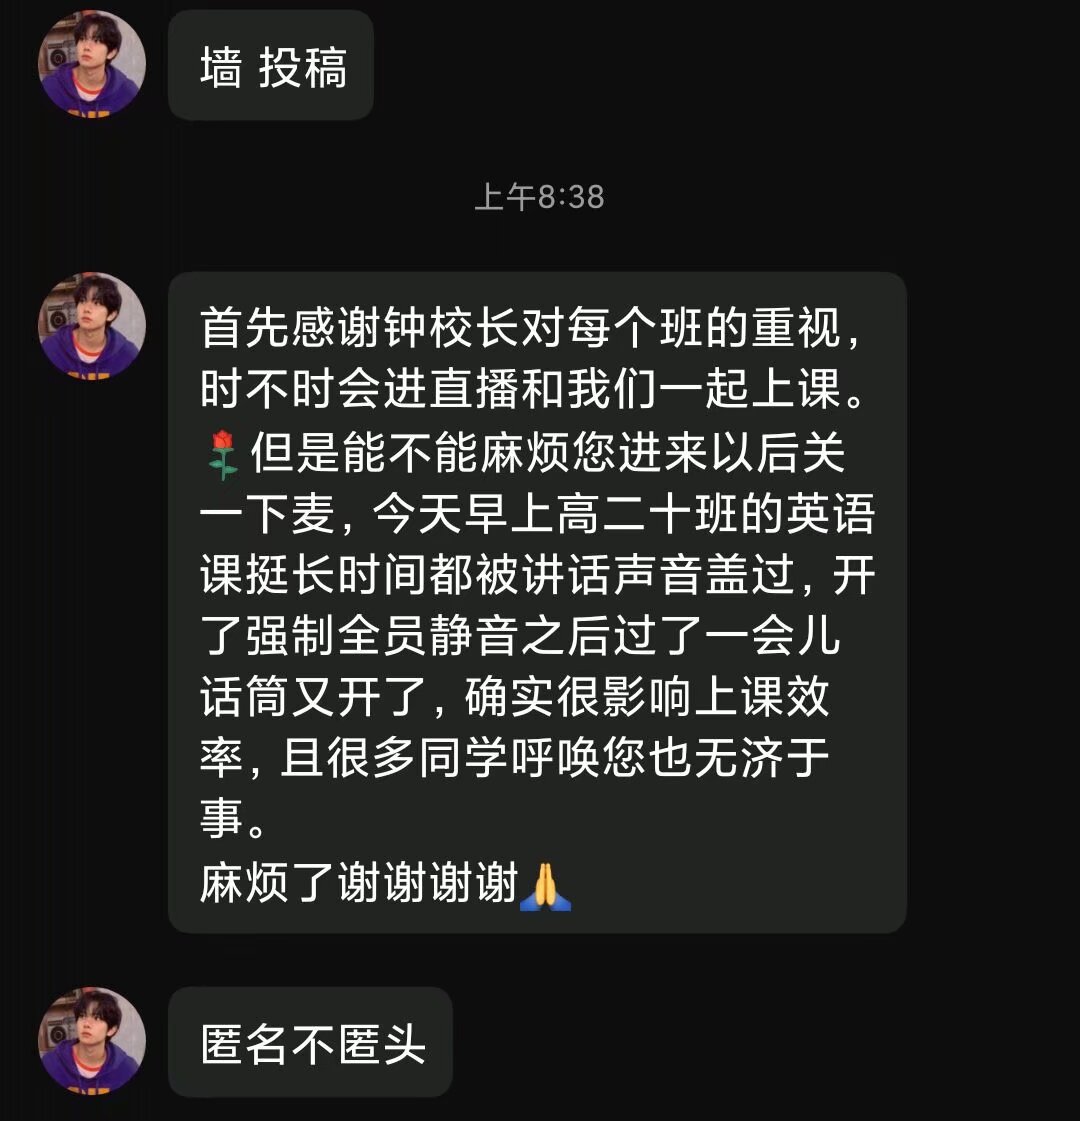 墙 投稿
上午8:38
首先感谢钟校长对每个班的重视，
时不时会进直播和我们一起上课。
🌹但是能不能麻烦您进来以后关
一下麦，今天早上高二十班的英语
课挺长时间都被讲话声音盖过，开
了强制全员静音之后过了一会儿
话筒又开了，确实很影响上课效
率，且很多同学呼唤您也无济于
事。
麻烦了谢谢谢谢🙏
匿名不匿头